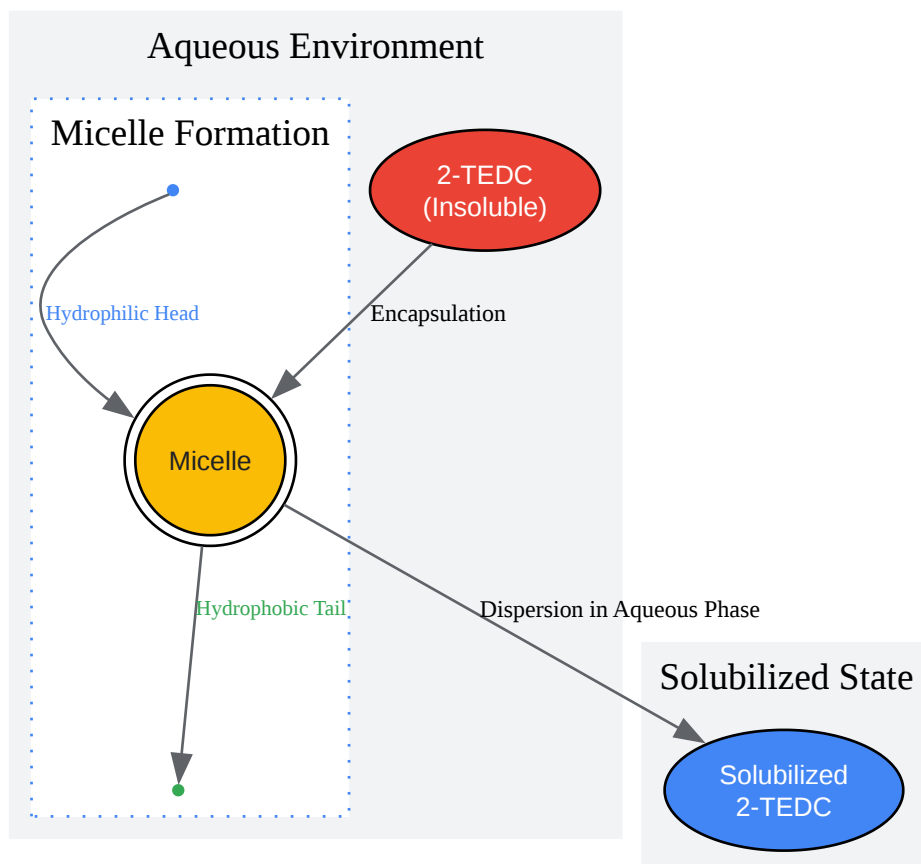 Aqueous Environment
Micelle Formation
2-TEDC
(Insoluble)
Hydrophilic Head
Encapsulation
Micelle
Hydrophobic Tail
Dispersion in Aqueous Phase
Solubilized State
Solubilized
2-TEDC